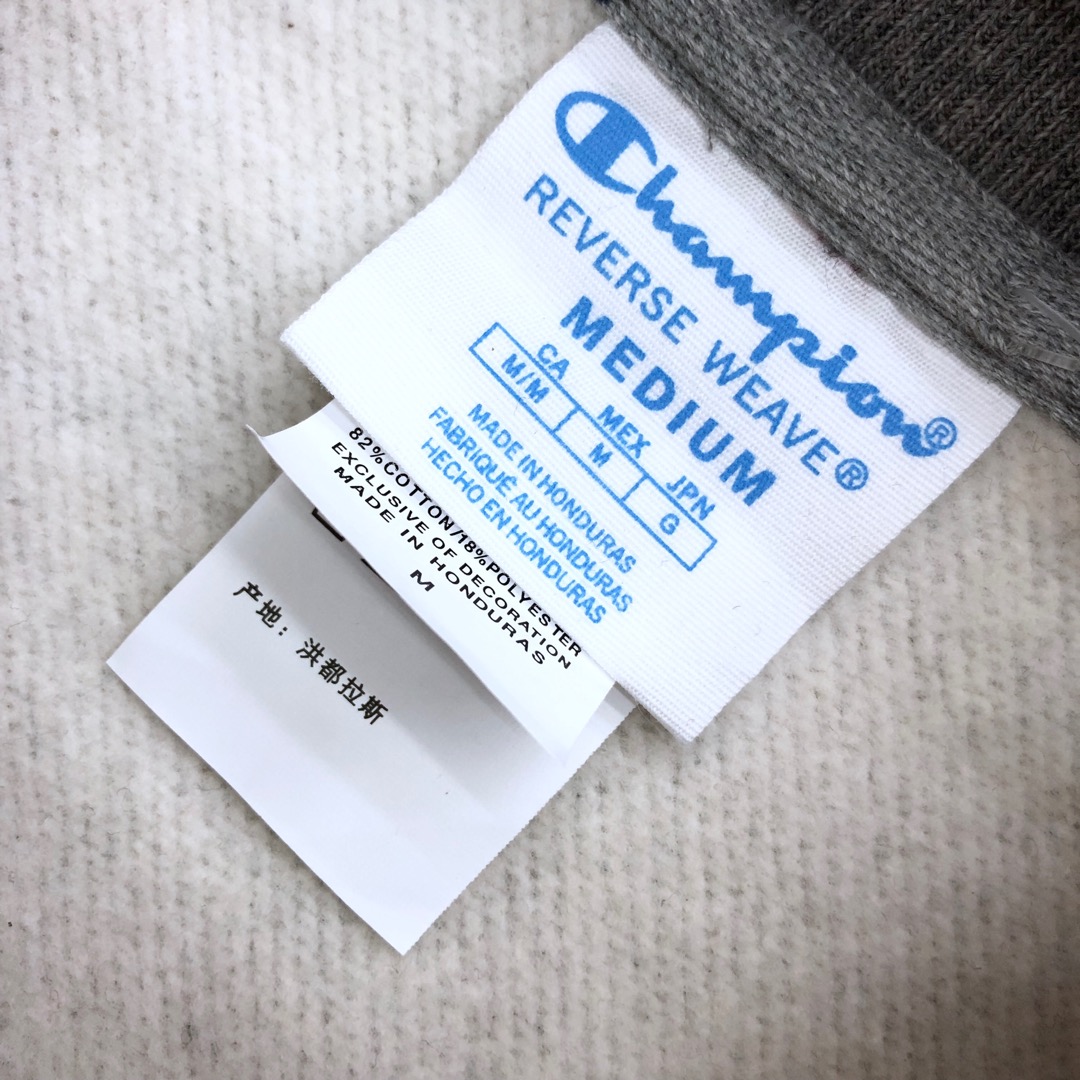 Champion®
REVERSE WEAVE®
MEDIUM
CA MEX JPN
M/M M G
MADE IN HONDURAS
FABRIQUÉ AU HONDURAS
HECHO EN HONDURAS
82%COTTON/18%POLYESTER
EXCLUSIVE OF DECORATION
MADE IN HONDURAS
M
产地：洪都拉斯